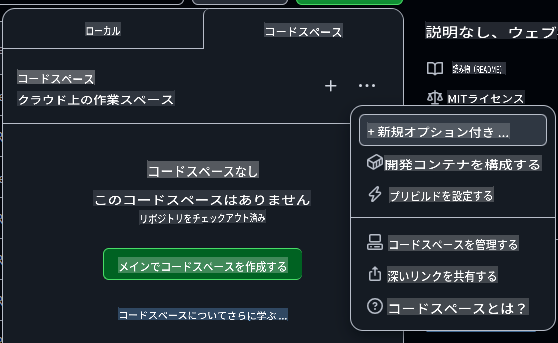 ローカル
コードスペース
説明なし、ウェブ
コードスペース
クラウド上の作業スペース
読み物（README）
MITライセンス
+ 新規オプション付き ...
開発コンテナを構成する
プリビルドを設定する
コードスペースなし
このコードスペースはありません
リポジトリをチェックアウト済み
コードスペースを管理する
メインでコードスペースを作成する
深いリンクを共有する
コードスペースとは？
コードスペースについてさらに学ぶ ...